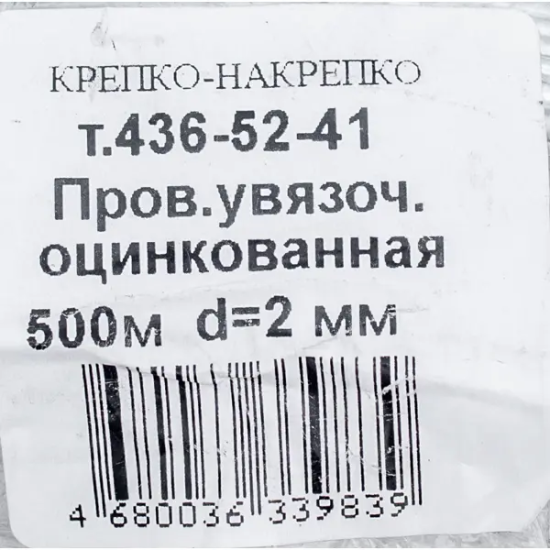 КРЕПКО-НАКРЕПКО
т.436-52-41
Пров.увязоч.
оцинкованная
500м d=2 мм
4 680036 339839